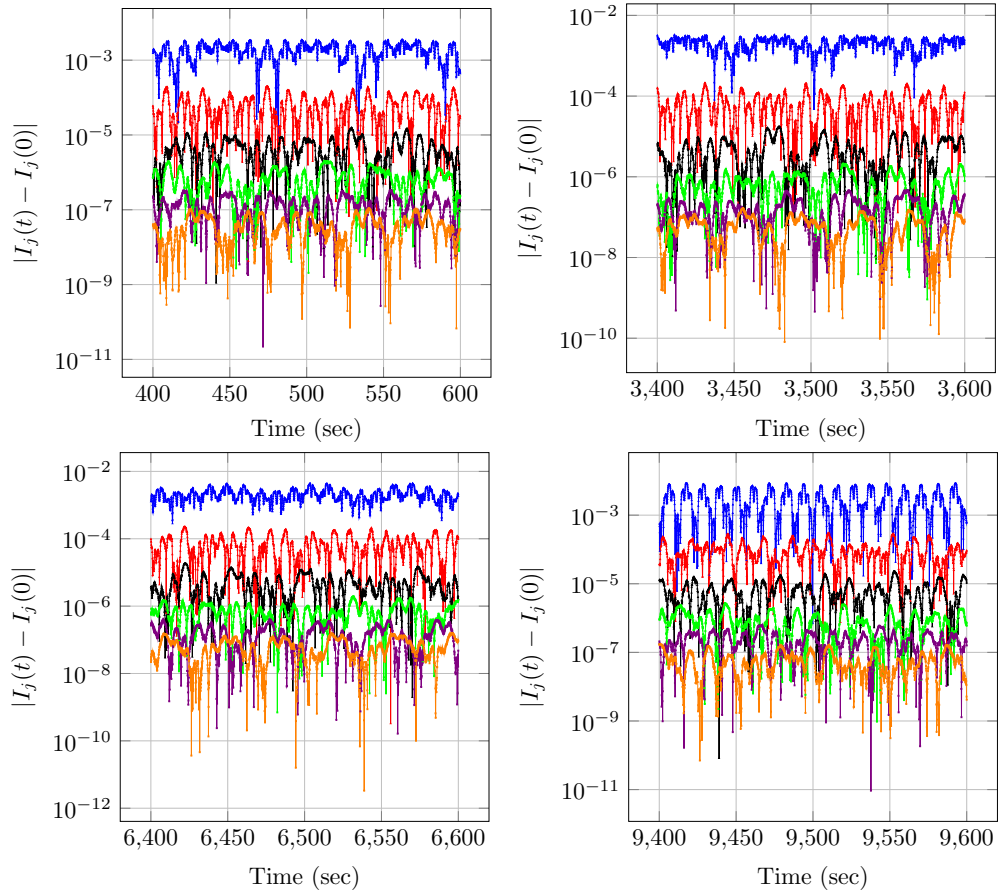 10⁻³
10⁻⁵
10⁻⁷
10⁻⁹
10⁻¹¹
|I_j(t) − I_j(0)|
400 450 500 550 600
Time (sec)
10⁻²
10⁻⁴
10⁻⁶
10⁻⁸
10⁻¹⁰
|I_j(t) − I_j(0)|
3,400 3,450 3,500 3,550 3,600
Time (sec)
10⁻²
10⁻⁴
10⁻⁶
10⁻⁸
10⁻¹⁰
10⁻¹²
|I_j(t) − I_j(0)|
6,400 6,450 6,500 6,550 6,600
Time (sec)
10⁻³
10⁻⁵
10⁻⁷
10⁻⁹
10⁻¹¹
|I_j(t) − I_j(0)|
9,400 9,450 9,500 9,550 9,600
Time (sec)